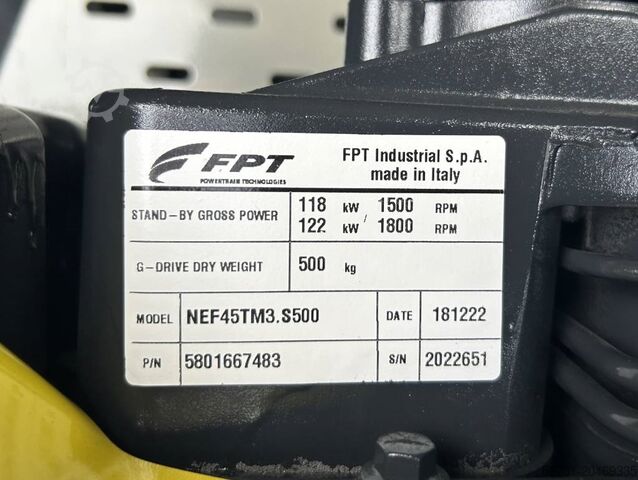 FPT
POWERTRAIN TECHNOLOGIES
FPT Industrial S.p.A.
made in Italy
STAND-BY GROSS POWER
118 kW / 1500 RPM
122 kW 1800 RPM
G-DRIVE DRY WEIGHT 500 kg
MODEL NEF45TM3.S500 DATE 181222
P/N 5801667483 S/N 2022651